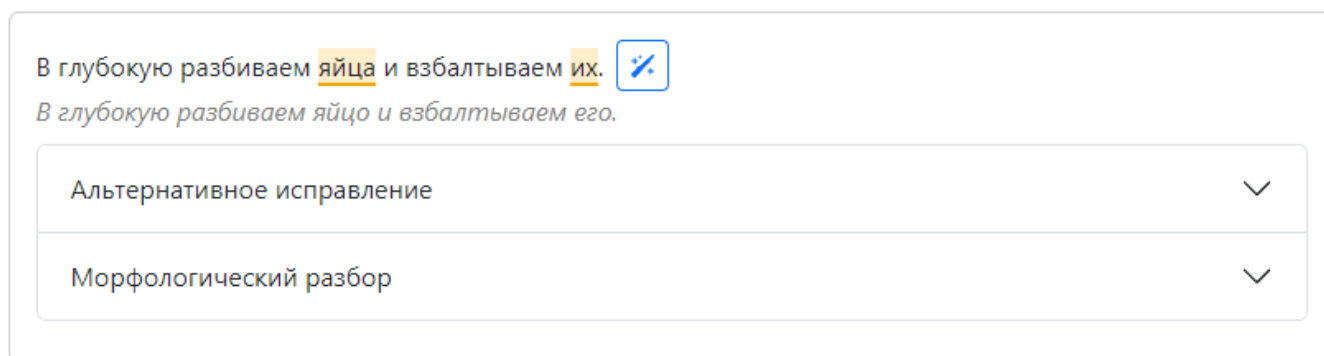 В глубокую разбиваем яйца и взбалтываем их.
В глубокую разбиваем яйцо и взбалтываем его.
Альтернативное исправление
Морфологический разбор